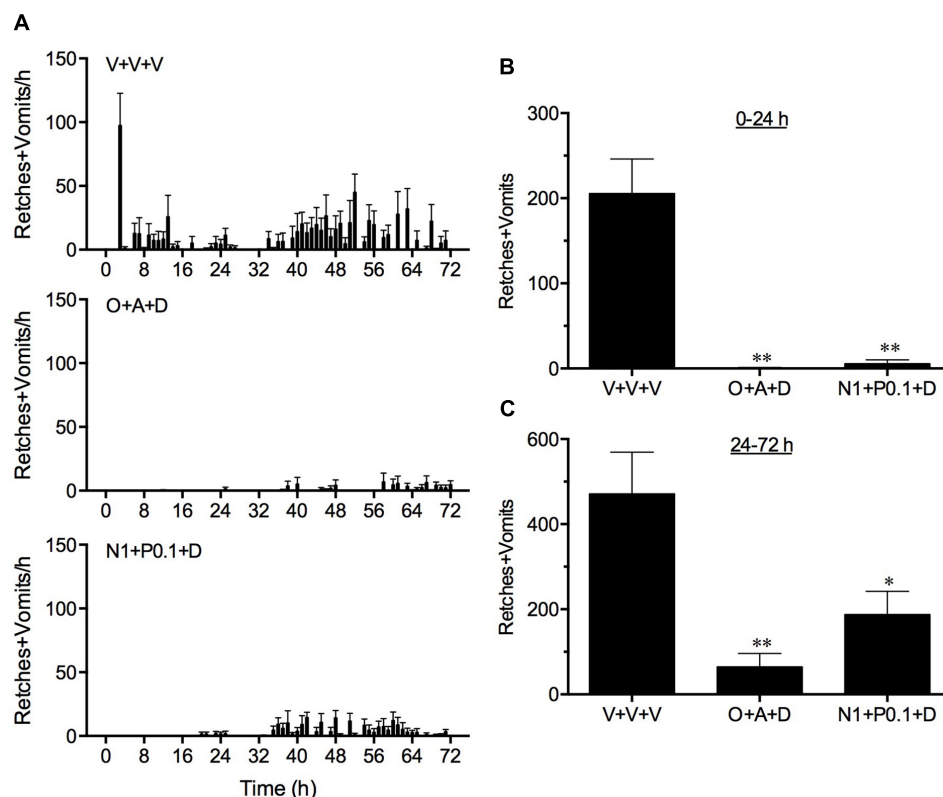 A
150
100
50
0
Retches+Vomits/h
V+V+V
0 8 16 24 32 40 48 56 64 72
150
100
50
0
Retches+Vomits/h
O+A+D
0 8 16 24 32 40 48 56 64 72
150
100
50
0
Retches+Vomits/h
N1+P0.1+D
0 8 16 24 32 40 48 56 64 72
Time (h)
B
300
200
100
0
Retches+Vomits
0-24 h
**
**
V+V+V O+A+D N1+P0.1+D
C
600
400
200
0
Retches+Vomits
24-72 h
**
*
V+V+V O+A+D N1+P0.1+D